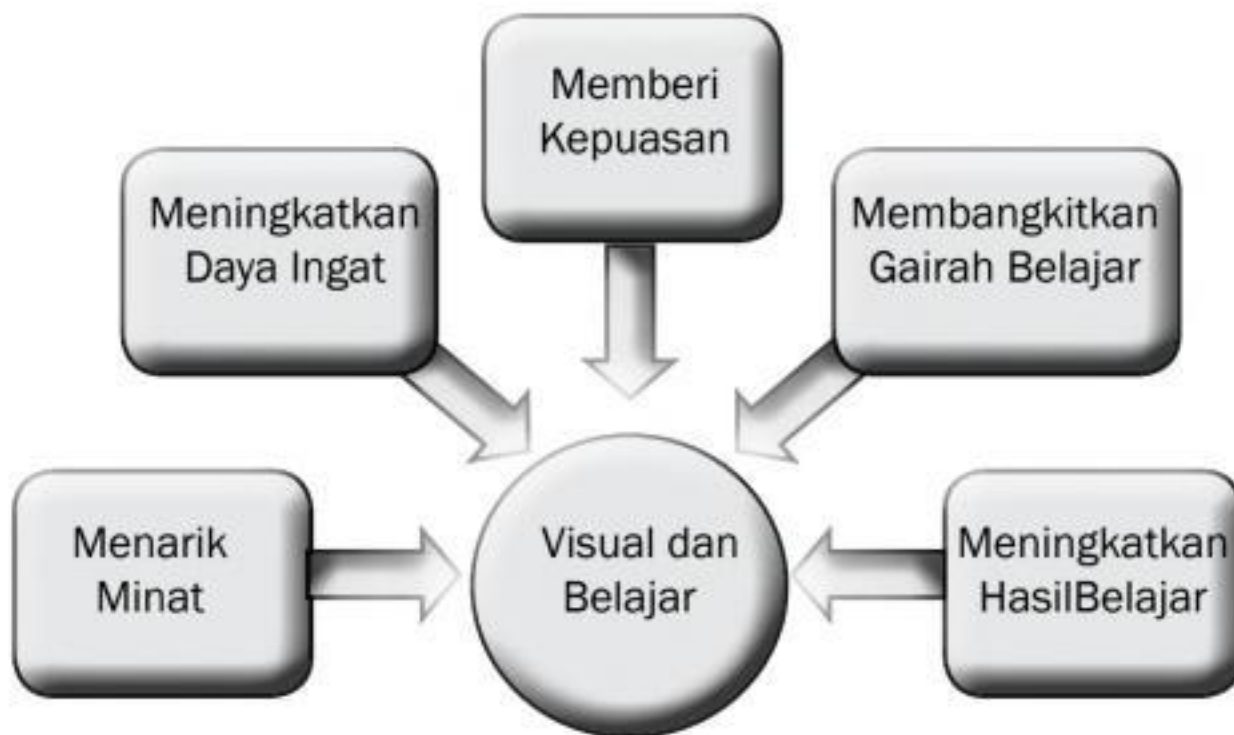 Memberi
Kepuasan
Meningkatkan
Daya Ingat
Membangkitkan
Gairah Belajar
Menarik
Minat
Visual dan
Belajar
Meningkatkan
HasilBelajar